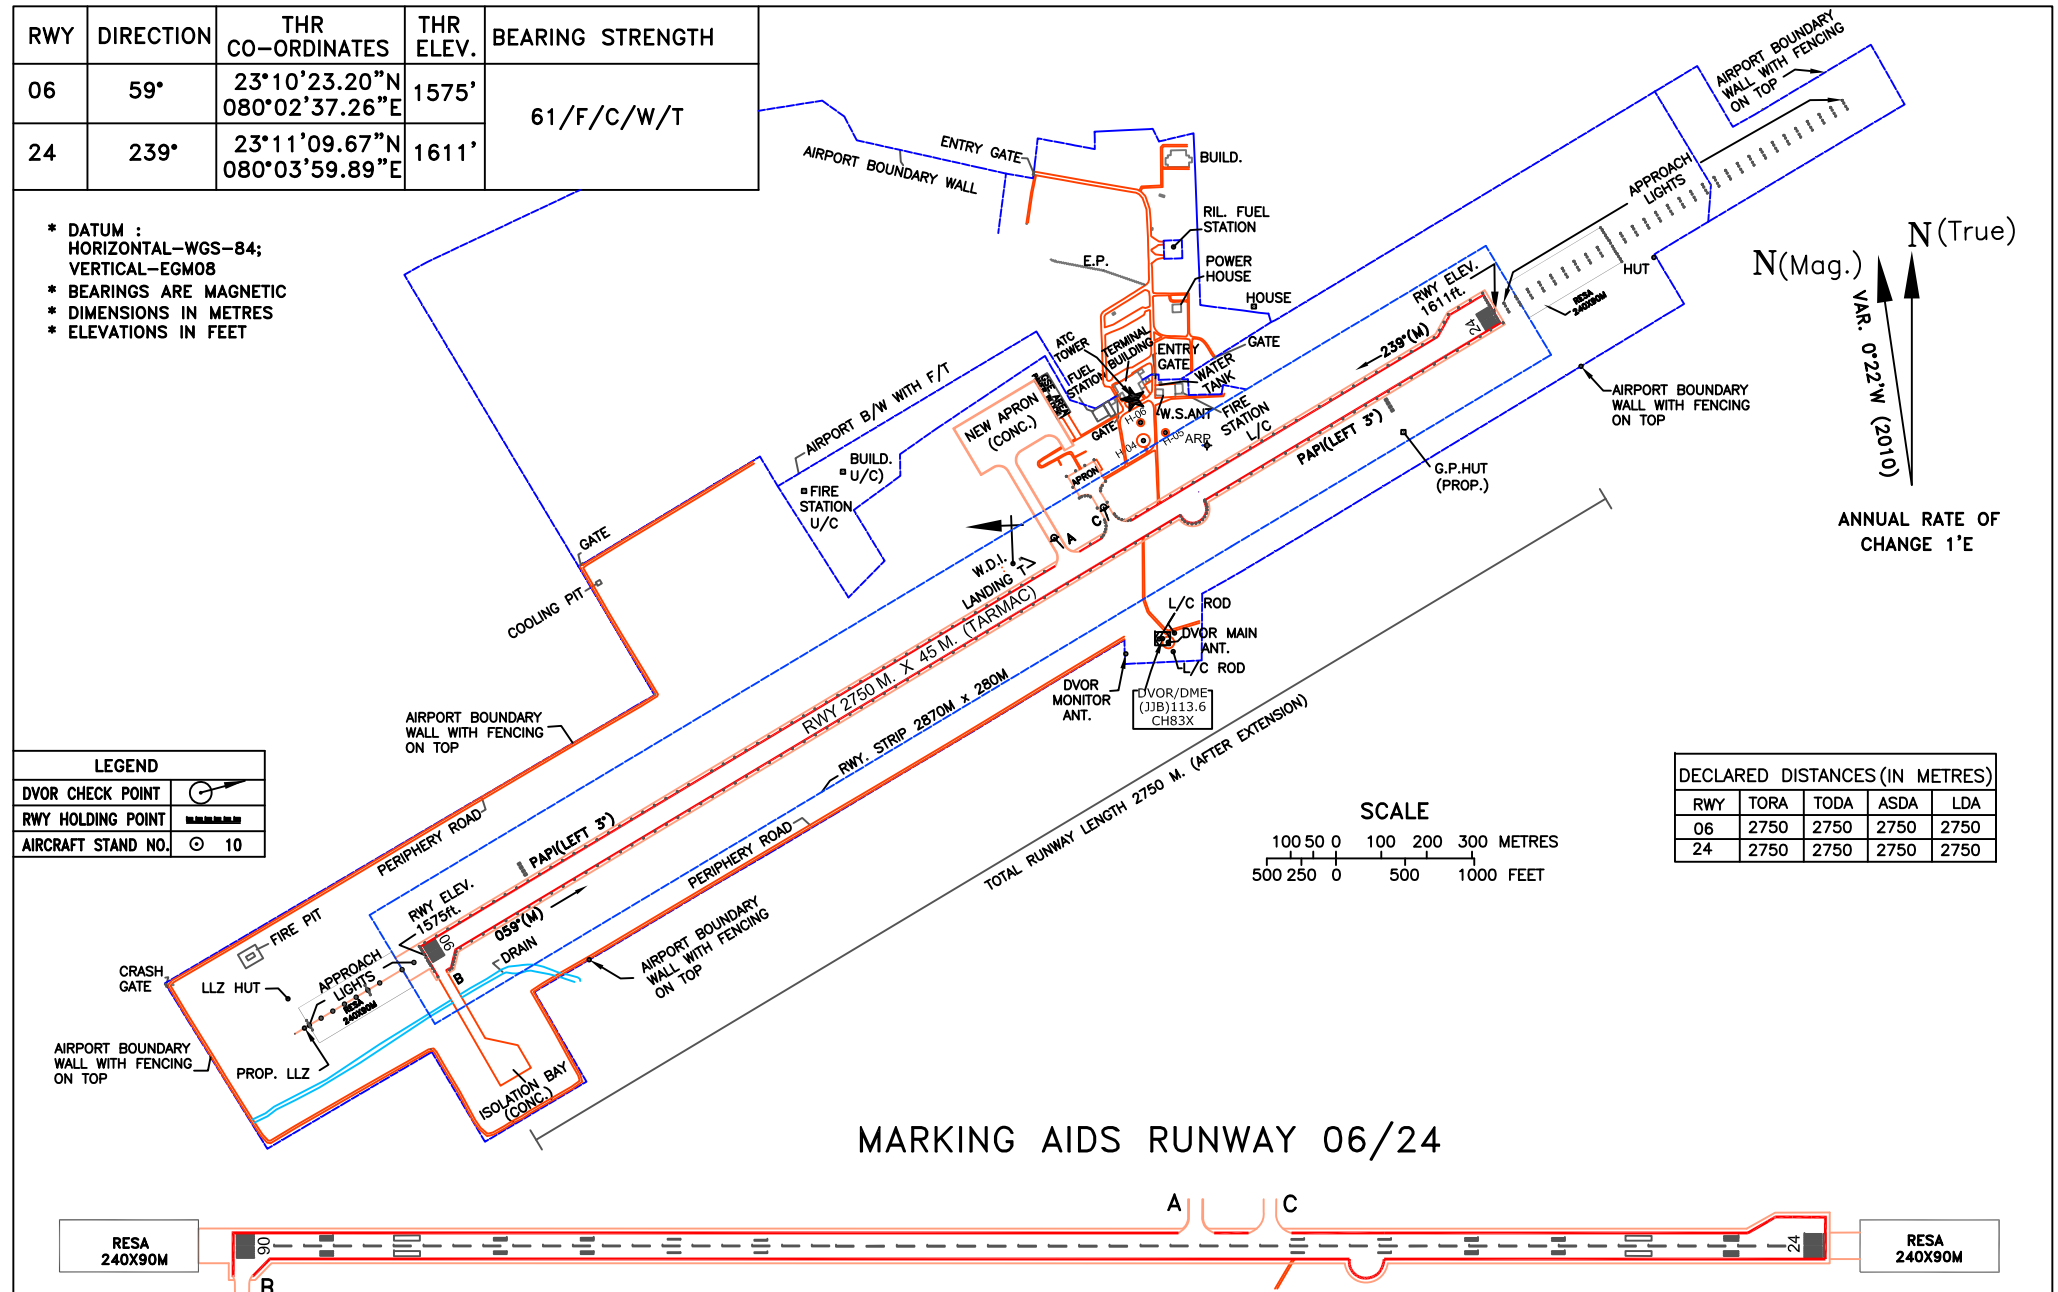 RWY DIRECTION THR CO-ORDINATES THR ELEV. BEARING STRENGTH
06 59° 23°10'23.20"N 080°02'37.26"E 1575' 61/F/C/W/T
24 239° 23°11'09.67"N 080°03'59.89"E 1611'
* DATUM :
HORIZONTAL-WGS-84;
VERTICAL-EGM08
* BEARINGS ARE MAGNETIC
* DIMENSIONS IN METRES
* ELEVATIONS IN FEET
AIRPORT BOUNDARY
WALL WITH FENCING
ON TOP
ENTRY GATE
AIRPORT BOUNDARY WALL
BUILD.
RIL. FUEL
STATION
E.P.
POWER
HOUSE
HOUSE
APPROACH
LIGHTS
HUT
RESA
240X90M
RWY ELEV.
1611ft.
24
239°(M)
N(Mag.)
N(True)
VAR. 0°22'W (2010)
ANNUAL RATE OF
CHANGE 1'E
ATC
TOWER
TERMINAL
BUILDING
FUEL
STATION
ENTRY
GATE
GATE
WATER
TANK
FIRE
STATION
L/C
W.S.ANT
GATE
H-06
H-05
H-04
ARP
NEW APRON
(CONC.)
APRON
AIRPORT B/W WITH F/T
BUILD.
U/C)
FIRE
STATION
U/C
AIRPORT BOUNDARY
WALL WITH FENCING
ON TOP
PAPI(LEFT 3°)
G.P.HUT
(PROP.)
C
A
W.D.I.
LANDING T
GATE
COOLING PIT
RWY 2750 M. X 45 M. (TARMAC)
RWY. STRIP 2870M x 280M
L/C ROD
DVOR MAIN
ANT.
L/C ROD
DVOR
MONITOR
ANT.
DVOR/DME
(JJB)113.6
CH83X
TOTAL RUNWAY LENGTH 2750 M. (AFTER EXTENSION)
AIRPORT BOUNDARY
WALL WITH FENCING
ON TOP
LEGEND
DVOR CHECK POINT
RWY HOLDING POINT
AIRCRAFT STAND NO. 10
PERIPHERY ROAD
PAPI(LEFT 3°)
PERIPHERY ROAD
RWY ELEV.
1575ft.
06
059°(M)
DRAIN
B
FIRE PIT
CRASH
GATE
LLZ HUT
APPROACH
LIGHTS
RESA
240X90M
AIRPORT BOUNDARY
WALL WITH FENCING
ON TOP
PROP. LLZ
ISOLATION BAY
(CONC.)
AIRPORT BOUNDARY
WALL WITH FENCING
ON TOP
SCALE
100 50 0 100 200 300 METRES
500 250 0 500 1000 FEET
DECLARED DISTANCES(IN METRES)
RWY TORA TODA ASDA LDA
06 2750 2750 2750 2750
24 2750 2750 2750 2750
MARKING AIDS RUNWAY 06/24
A
C
RESA
240X90M
06
24
RESA
240X90M
B